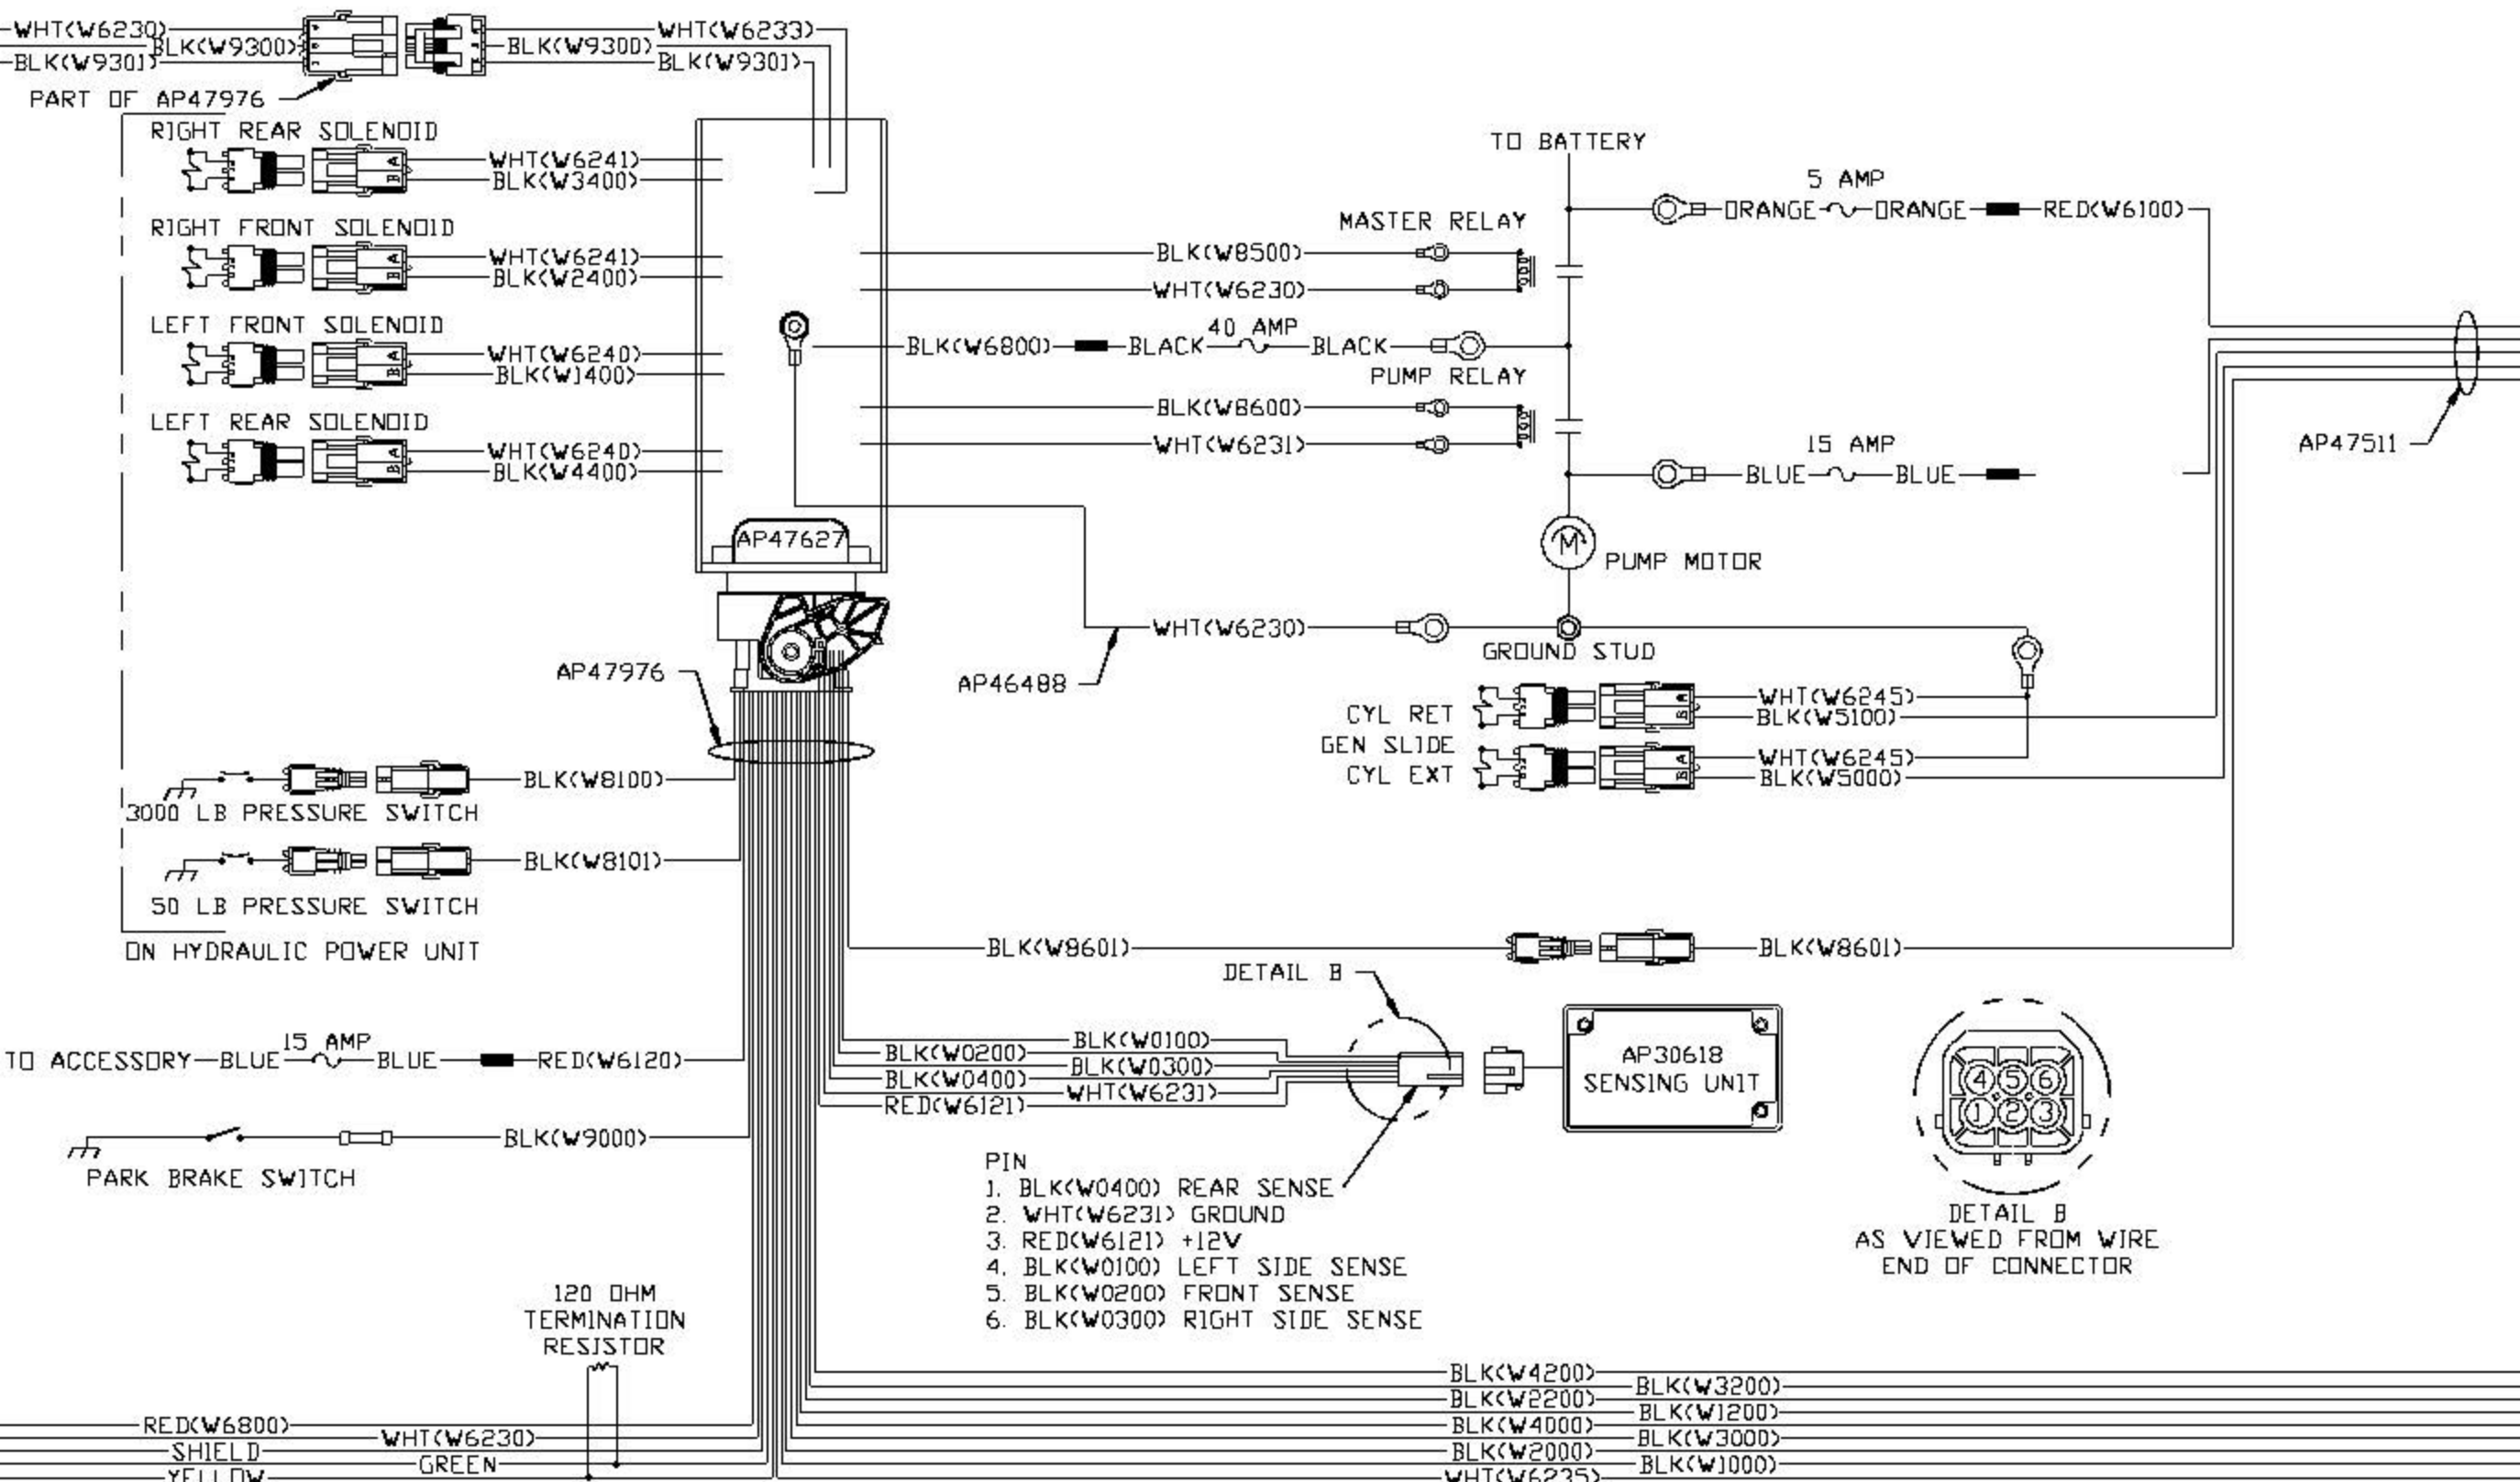 WHT(W6230)
BLK(W9300)
BLK(W9301)
WHT(W6233)
BLK(W9300)
BLK(W9301)
PART OF AP47976
RIGHT REAR SOLENOID
A
B
WHT(W6241)
BLK(W3400)
RIGHT FRONT SOLENOID
A
B
WHT(W6241)
BLK(W2400)
LEFT FRONT SOLENOID
A
B
WHT(W6240)
BLK(W1400)
LEFT REAR SOLENOID
A
B
WHT(W6240)
BLK(W4400)
AP47627
TO BATTERY
5 AMP
ORANGE
ORANGE
RED(W6100)
MASTER RELAY
BLK(W8500)
WHT(W6230)
40 AMP
BLK(W6800)
BLACK
BLACK
PUMP RELAY
BLK(W8600)
WHT(W6231)
15 AMP
BLUE
BLUE
AP47511
M
PUMP MOTOR
WHT(W6230)
GROUND STUD
AP47976
AP46488
CYL RET
GEN SLIDE
CYL EXT
A
B
WHT(W6245)
BLK(W5100)
A
B
WHT(W6245)
BLK(W5000)
BLK(W8100)
3000 LB PRESSURE SWITCH
BLK(W8101)
50 LB PRESSURE SWITCH
ON HYDRAULIC POWER UNIT
BLK(W8601)
BLK(W8601)
DETAIL B
15 AMP
TO ACCESSORY
BLUE
BLUE
RED(W6120)
BLK(W0100)
BLK(W0200)
BLK(W0300)
BLK(W0400)
WHT(W6231)
RED(W6121)
AP30618
SENSING UNIT
4 5 6
1 2 3
BLK(W9000)
PARK BRAKE SWITCH
PIN
1. BLK(W0400) REAR SENSE
2. WHT(W6231) GROUND
3. RED(W6121) +12V
4. BLK(W0100) LEFT SIDE SENSE
5. BLK(W0200) FRONT SENSE
6. BLK(W0300) RIGHT SIDE SENSE
DETAIL B
AS VIEWED FROM WIRE
END OF CONNECTOR
120 OHM
TERMINATION
RESISTOR
BLK(W4200)
BLK(W3200)
BLK(W2200)
BLK(W1200)
BLK(W4000)
BLK(W3000)
BLK(W2000)
BLK(W1000)
WHT(W6235)
RED(W6800)
WHT(W6230)
SHIELD
GREEN
YELLOW